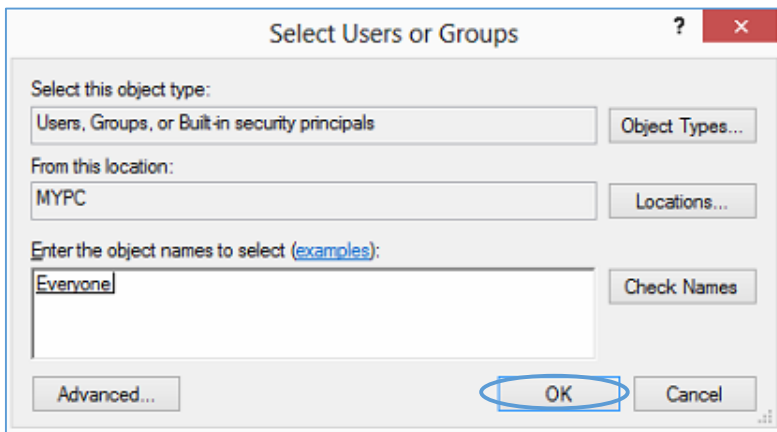 Select Users or Groups
?
Select this object type:
Users, Groups, or Built-in security principals
Object Types...
From this location:
MYPC
Locations...
Enter the object names to select (examples):
Everyone
Check Names
Advanced...
OK
Cancel